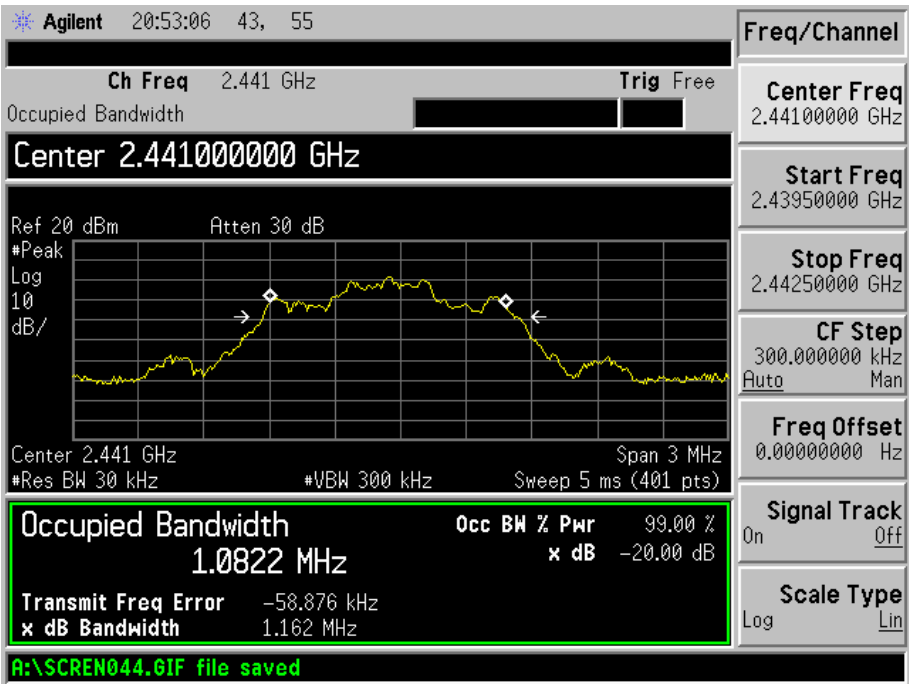 Agilent 20:53:06 43, 55
Ch Freq 2.441 GHz Trig Free
Occupied Bandwidth
Center 2.441000000 GHz
Ref 20 dBm Atten 30 dB
#Peak
Log
10
dB/
Center 2.441 GHz Span 3 MHz
#Res BW 30 kHz #VBW 300 kHz Sweep 5 ms (401 pts)
Occupied Bandwidth Occ BW % Pwr 99.00 %
1.0822 MHz x dB -20.00 dB
Transmit Freq Error -58.876 kHz
x dB Bandwidth 1.162 MHz
A:\SCREN044.GIF file saved
Freq/Channel
Center Freq
2.44100000 GHz
Start Freq
2.43950000 GHz
Stop Freq
2.44250000 GHz
CF Step
300.000000 kHz
Auto Man
Freq Offset
0.00000000 Hz
Signal Track
On Off
Scale Type
Log Lin